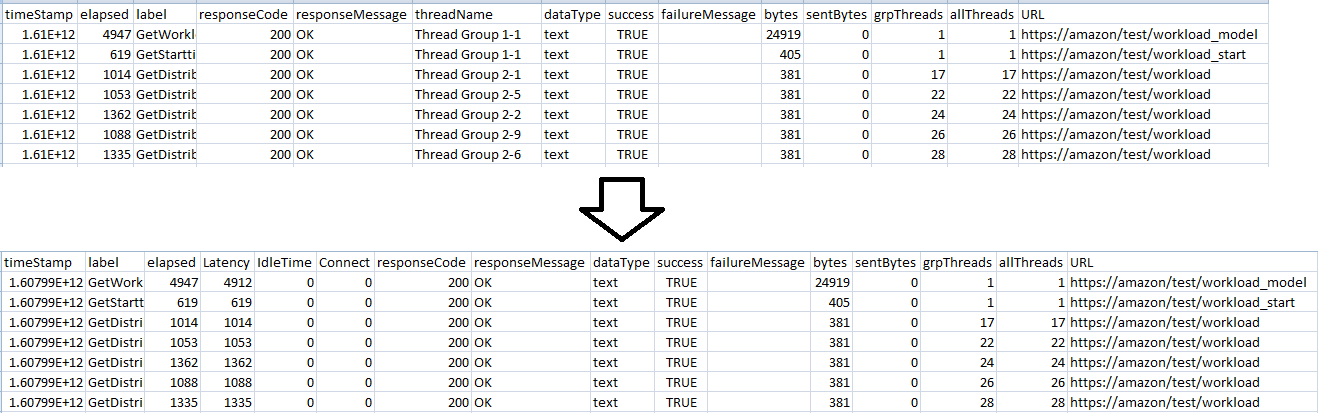 timeStamp elapsed label responseCode responseMessage threadName dataType success failureMessage bytes sentBytes grpThreads allThreads URL
1.61E+12 4947 GetWorkl 200 OK Thread Group 1-1 text TRUE 24919 0 1 1 https://amazon/test/workload_model
1.61E+12 619 GetStartti 200 OK Thread Group 1-1 text TRUE 405 0 1 1 https://amazon/test/workload_start
1.61E+12 1014 GetDistrib 200 OK Thread Group 2-1 text TRUE 381 0 17 17 https://amazon/test/workload
1.61E+12 1053 GetDistrib 200 OK Thread Group 2-5 text TRUE 381 0 22 22 https://amazon/test/workload
1.61E+12 1362 GetDistrib 200 OK Thread Group 2-2 text TRUE 381 0 24 24 https://amazon/test/workload
1.61E+12 1088 GetDistrib 200 OK Thread Group 2-9 text TRUE 381 0 26 26 https://amazon/test/workload
1.61E+12 1335 GetDistrib 200 OK Thread Group 2-6 text TRUE 381 0 28 28 https://amazon/test/workload
timeStamp label elapsed Latency IdleTime Connect responseCode responseMessage dataType success failureMessage bytes sentBytes grpThreads allThreads URL
1.60799E+12 GetWork 4947 4912 0 0 200 OK text TRUE 24919 0 1 1 https://amazon/test/workload_model
1.60799E+12 GetStartt 619 619 0 0 200 OK text TRUE 405 0 1 1 https://amazon/test/workload_start
1.60799E+12 GetDistri 1014 1014 0 0 200 OK text TRUE 381 0 17 17 https://amazon/test/workload
1.60799E+12 GetDistri 1053 1053 0 0 200 OK text TRUE 381 0 22 22 https://amazon/test/workload
1.60799E+12 GetDistri 1362 1362 0 0 200 OK text TRUE 381 0 24 24 https://amazon/test/workload
1.60799E+12 GetDistri 1088 1088 0 0 200 OK text TRUE 381 0 26 26 https://amazon/test/workload
1.60799E+12 GetDistri 1335 1335 0 0 200 OK text TRUE 381 0 28 28 https://amazon/test/workload